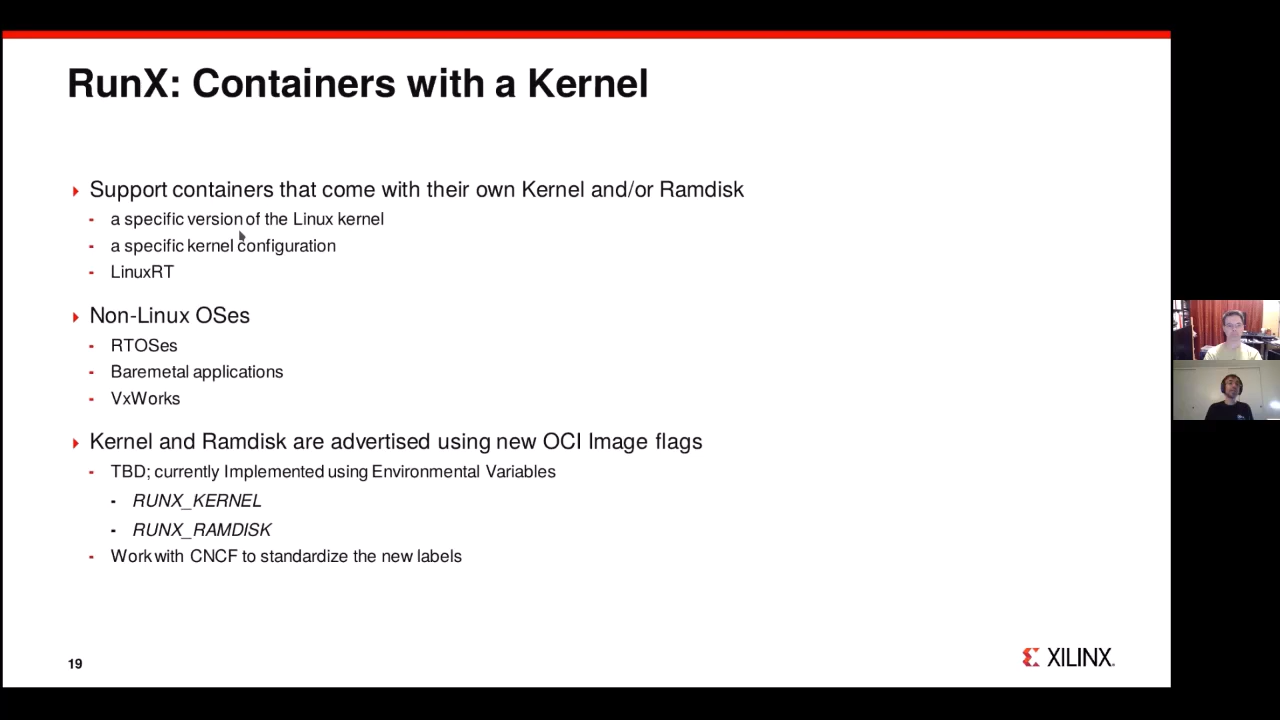 RunX: Containers with a Kernel
Support containers that come with their own Kernel and/or Ramdisk
- a specific version of the Linux kernel
- a specific kernel configuration
- LinuxRT
Non-Linux OSes
- RTOSes
- Baremetal applications
- VxWorks
Kernel and Ramdisk are advertised using new OCI Image flags
- TBD; currently Implemented using Environmental Variables
- RUNX_KERNEL
- RUNX_RAMDISK
- Work with CNCF to standardize the new labels
19
XILINX.